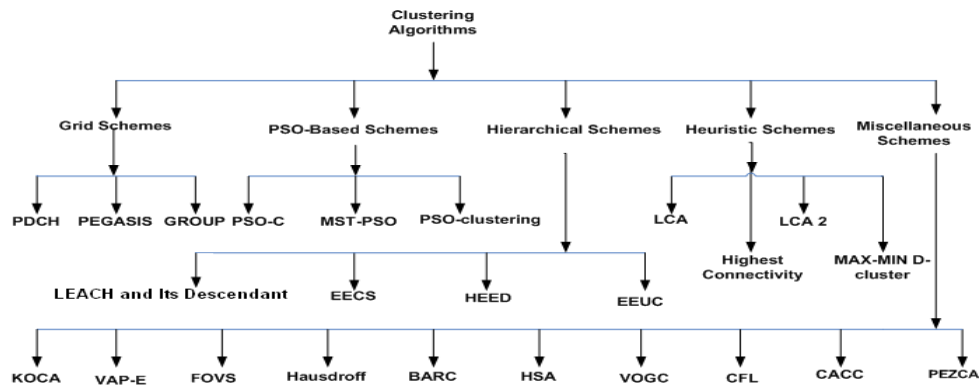 Clustering
Algorithms
Grid Schemes
PSO-Based Schemes
Hierarchical Schemes
Heuristic Schemes
Miscellaneous
Schemes
PDCH
PEGASIS
GROUP
PSO-C
MST-PSO
PSO-clustering
LCA
LCA 2
Highest
Connectivity
MAX-MIN D-
cluster
LEACH and Its Descendant
EECS
HEED
EEUC
KOCA
VAP-E
FOVS
Hausdroff
BARC
HSA
VOGC
CFL
CACC
PEZCA